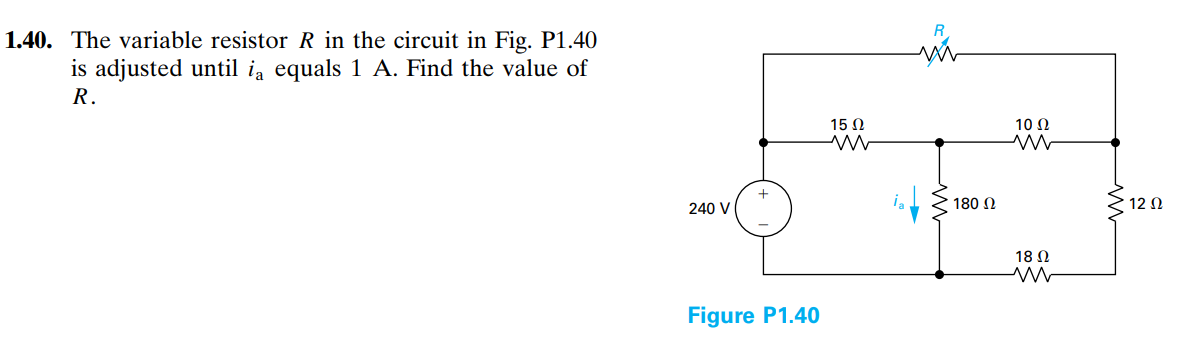 1.40. The variable resistor R in the circuit in Fig. P1.40
is adjusted until iₐ equals 1 A. Find the value of
R.
R
15 Ω
10 Ω
240 V
+
−
iₐ
180 Ω
12 Ω
18 Ω
Figure P1.40